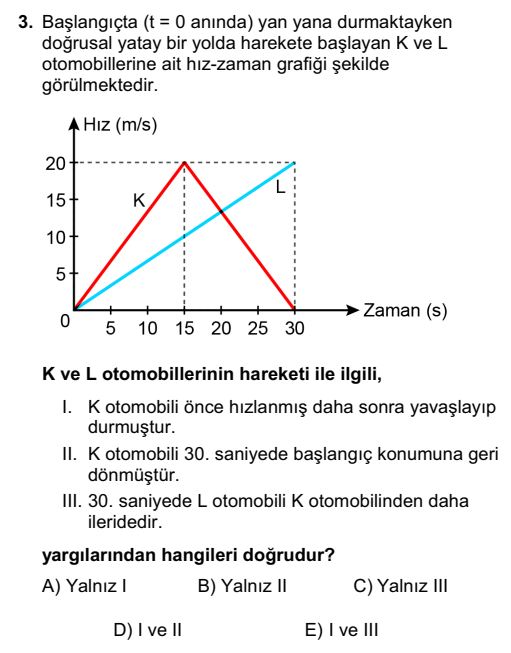 3. Başlangıçta (t = 0 anında) yan yana durmaktayken
doğrusal yatay bir yolda harekete başlayan K ve L
otomobillerine ait hız-zaman grafiği şekilde
görülmektedir.
Hız (m/s)
20
15
10
5
0
K
L
5 10 15 20 25 30
Zaman (s)
K ve L otomobillerinin hareketi ile ilgili,
I. K otomobili önce hızlanmış daha sonra yavaşlayıp
durmuştur.
II. K otomobili 30. saniyede başlangıç konumuna geri
dönmüştür.
III. 30. saniyede L otomobili K otomobilinden daha
ileridedir.
yargılarından hangileri doğrudur?
A) Yalnız I B) Yalnız II C) Yalnız III
D) I ve II E) I ve III